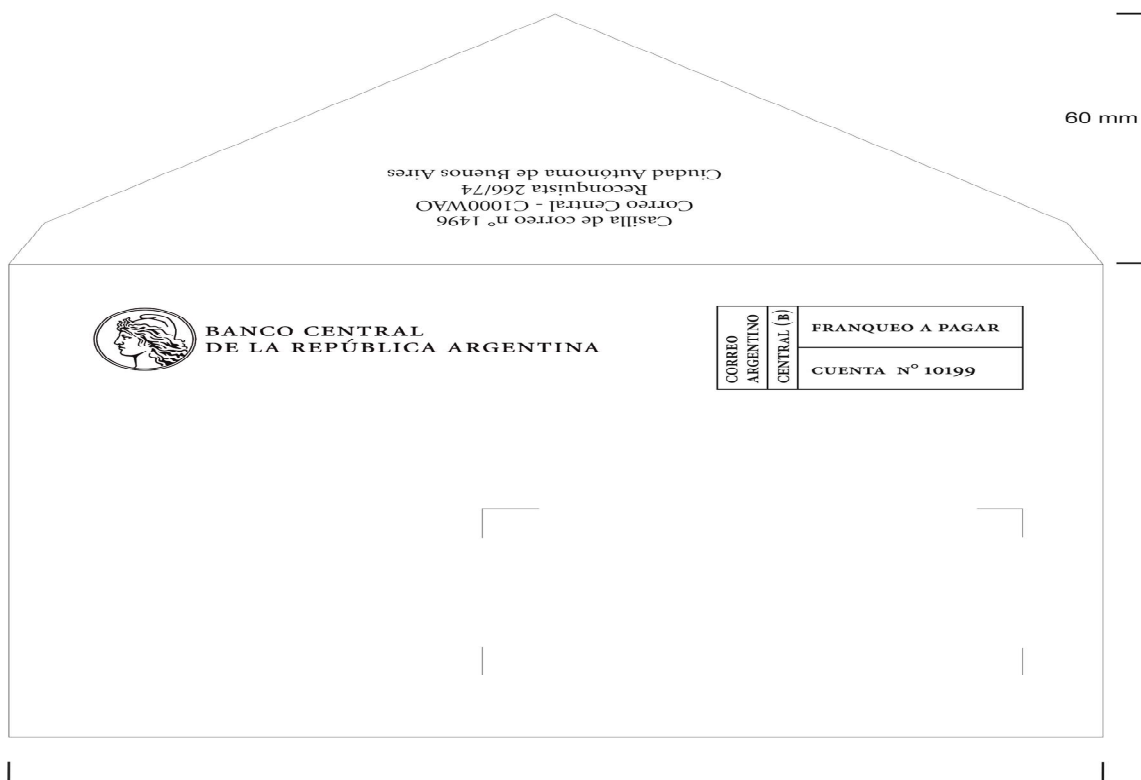 60 mm
Casilla de correo n° 1496
Correo Central - C1000WAO
Reconquista 266/74
Ciudad Autónoma de Buenos Aires
BANCO CENTRAL
DE LA REPÚBLICA ARGENTINA
CORREO
ARGENTINO
CENTRAL (B)
FRANQUEO A PAGAR
CUENTA N° 10199